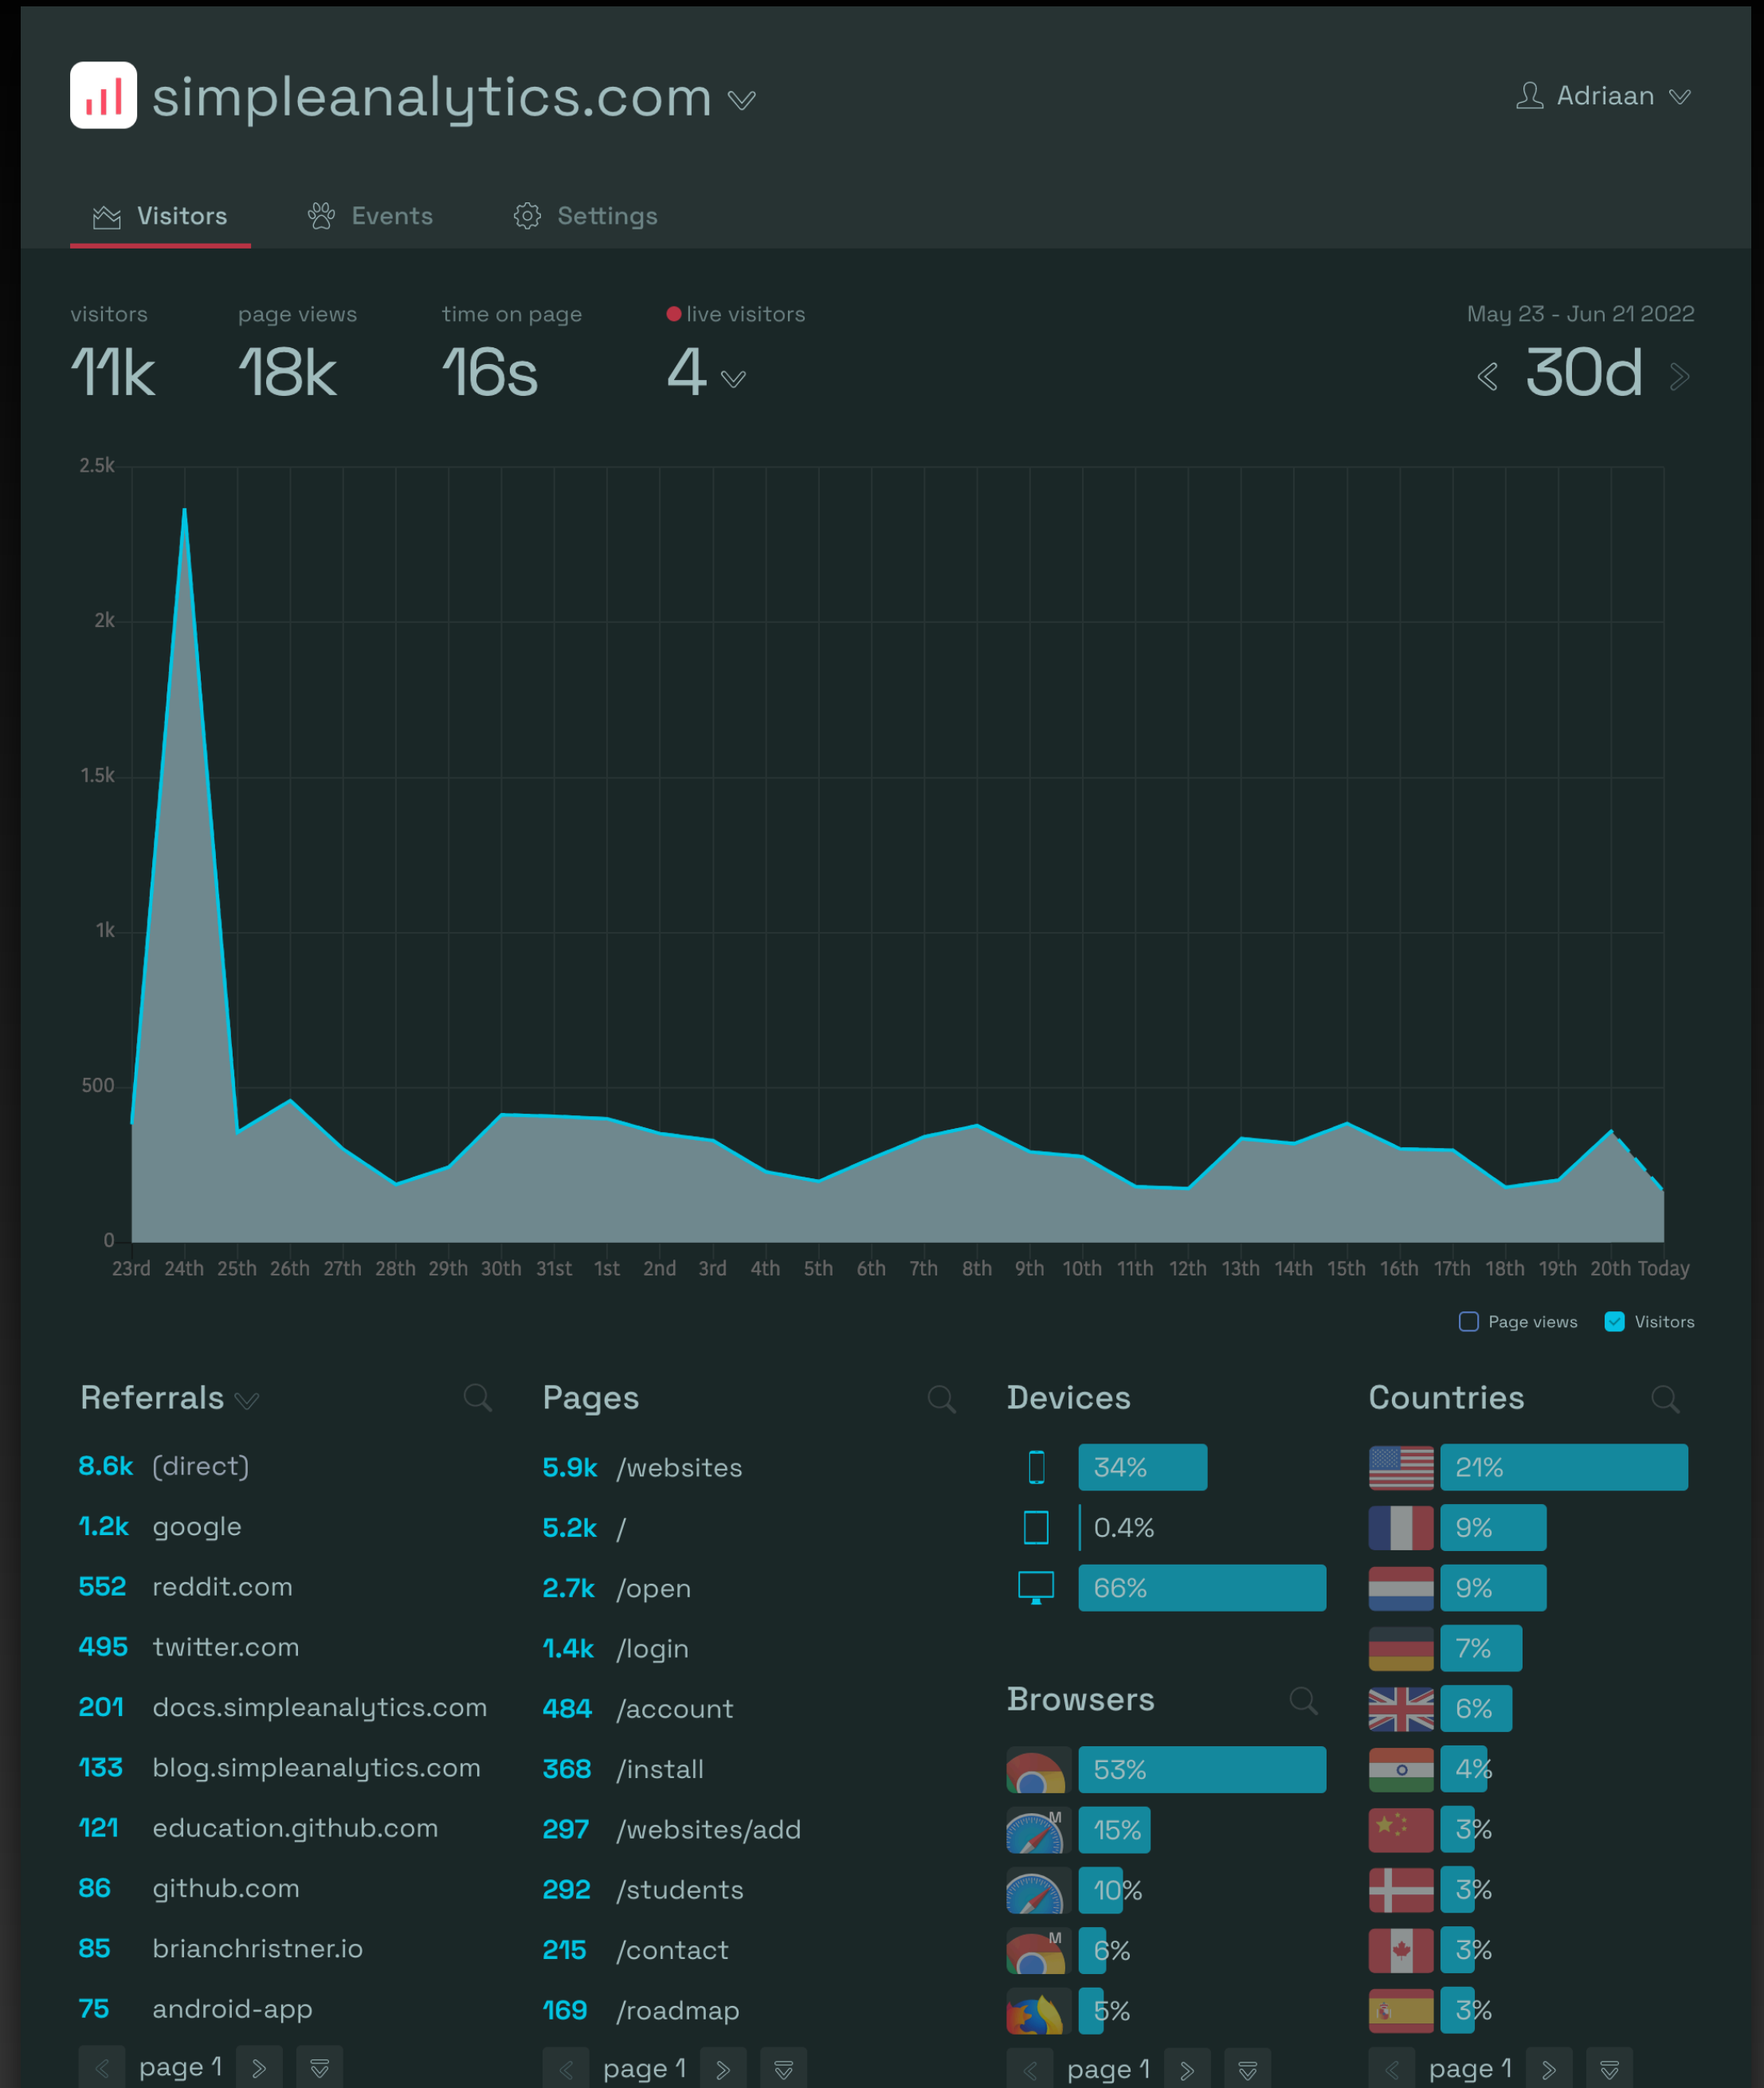 simpleanalytics.com
Adriaan
Visitors Events Settings
visitors page views time on page live visitors May 23 - Jun 21 2022
11k 18k 16s 4 30d
2.5k
2k
1.5k
1k
500
0
23rd 24th 25th 26th 27th 28th 29th 30th 31st 1st 2nd 3rd 4th 5th 6th 7th 8th 9th 10th 11th 12th 13th 14th 15th 16th 17th 18th 19th 20th Today
Page views Visitors
Referrals
8.6k (direct)
1.2k google
552 reddit.com
495 twitter.com
201 docs.simpleanalytics.com
133 blog.simpleanalytics.com
121 education.github.com
86 github.com
85 brianchristner.io
75 android-app
page 1
Pages
5.9k /websites
5.2k /
2.7k /open
1.4k /login
484 /account
368 /install
297 /websites/add
292 /students
215 /contact
169 /roadmap
page 1
Devices
34%
0.4%
66%
Browsers
53%
M 15%
10%
M 6%
5%
page 1
Countries
21%
9%
9%
7%
6%
4%
3%
3%
3%
3%
page 1